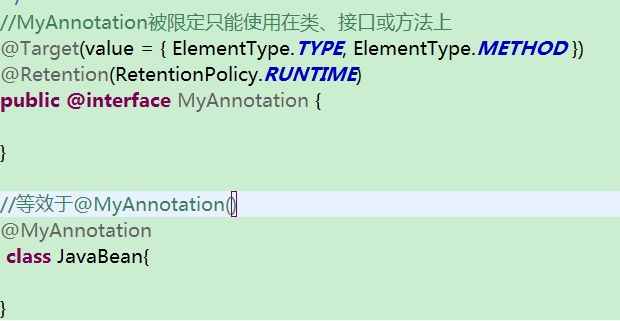 //MyAnnotation被限定只能使用在类、接口或方法上
@Target(value = { ElementType.TYPE, ElementType.METHOD })
@Retention(RetentionPolicy.RUNTIME)
public @interface MyAnnotation {
}
//等效于@MyAnnotation()
@MyAnnotation
class JavaBean{
}